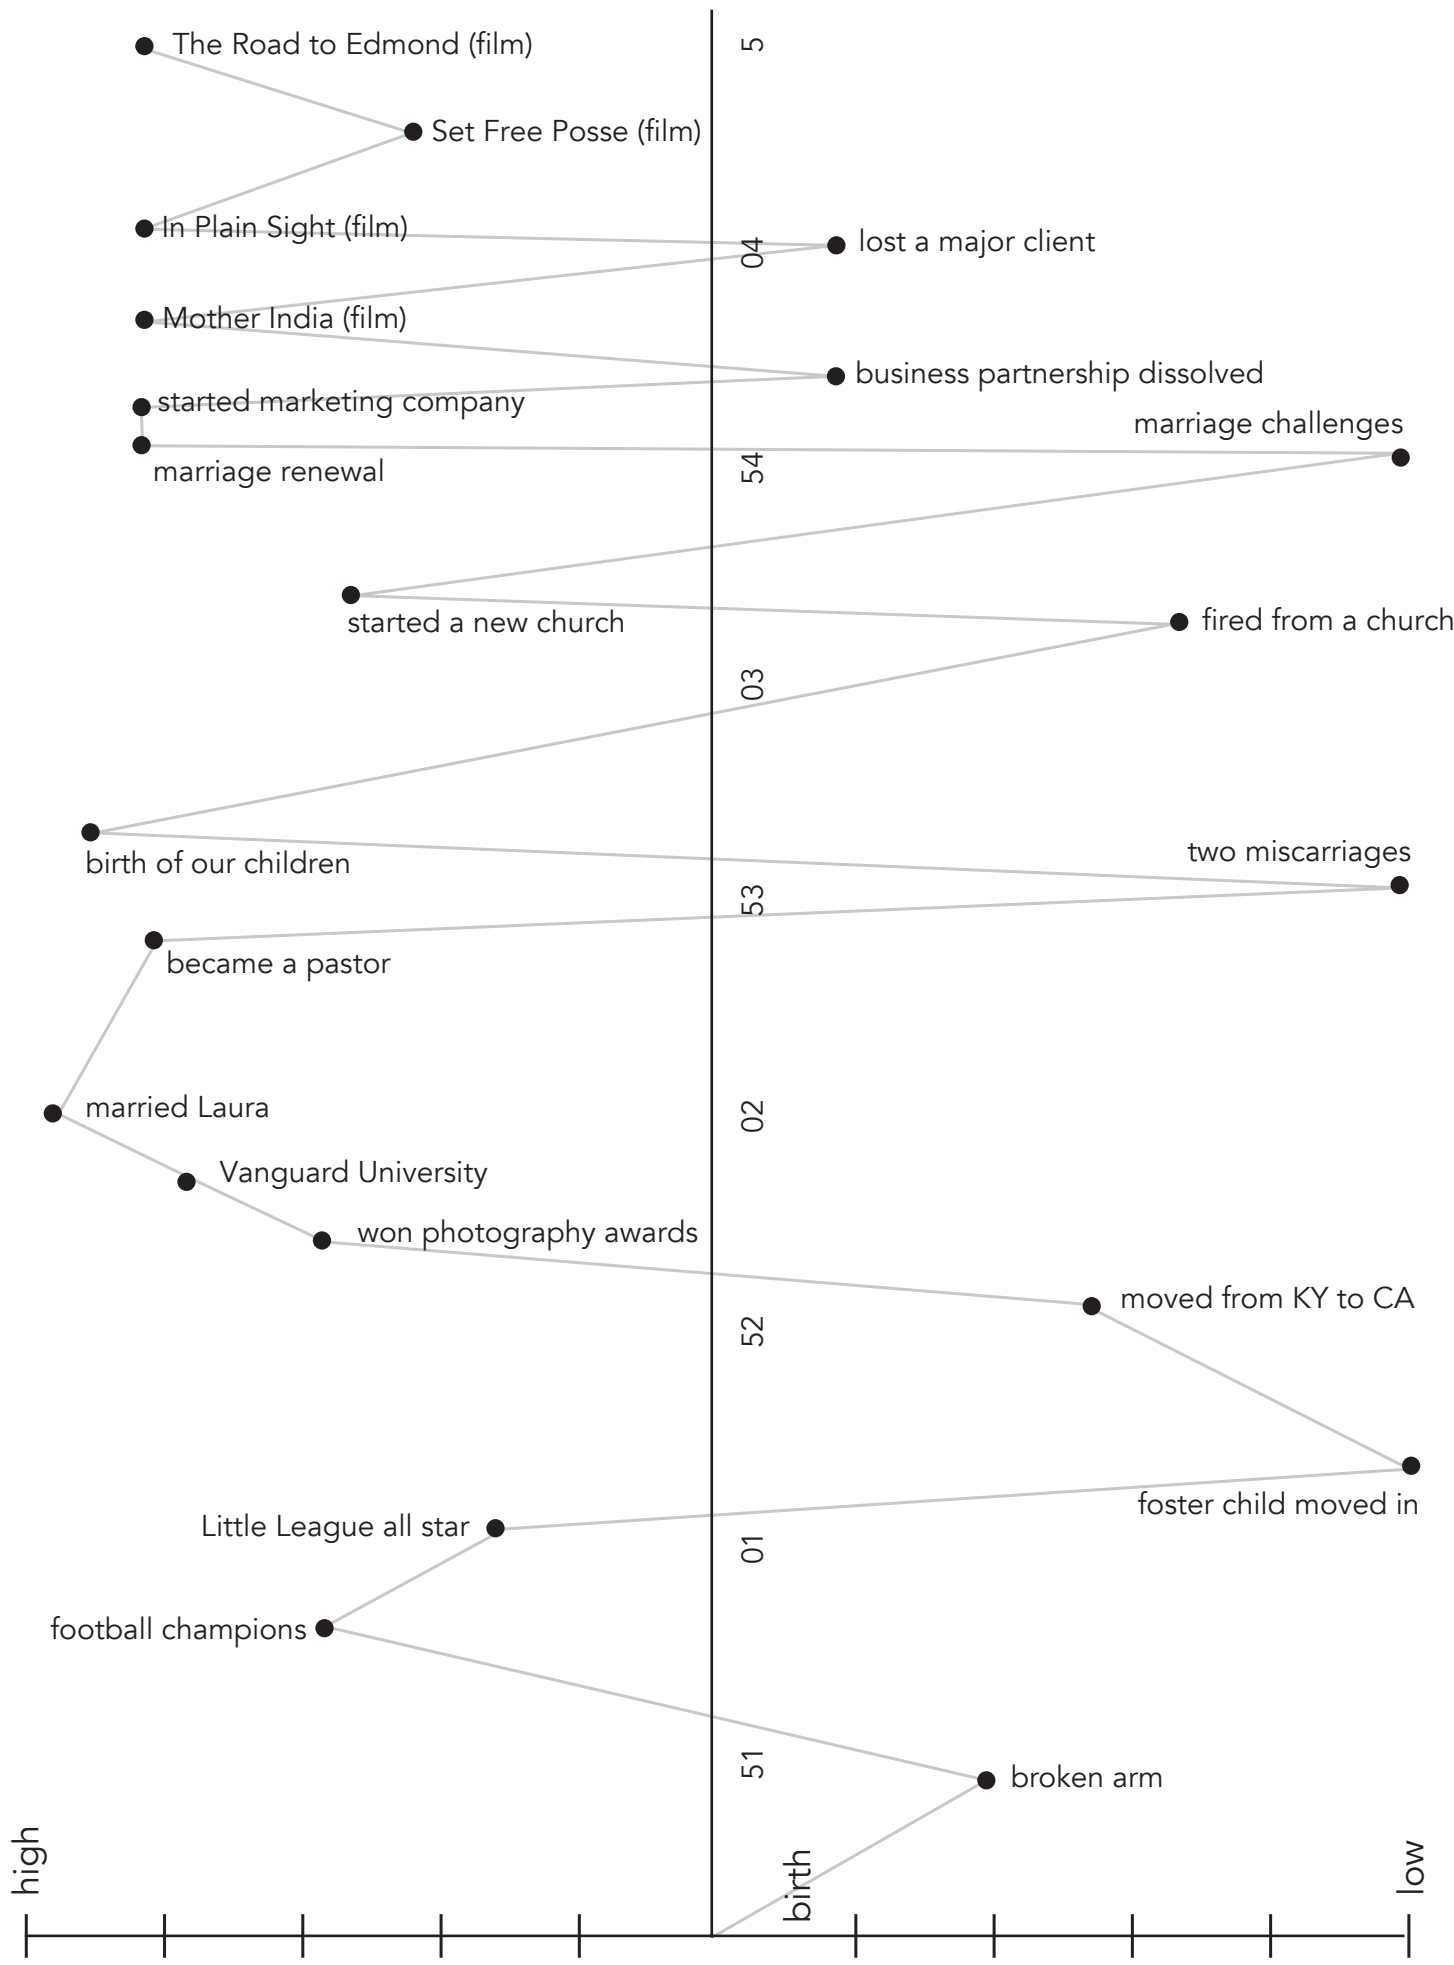 The Road to Edmond (film)
5
Set Free Posse (film)
In Plain Sight (film)
04
lost a major client
Mother India (film)
business partnership dissolved
started marketing company
marriage challenges
marriage renewal
54
started a new church
fired from a church
03
birth of our children
two miscarriages
53
became a pastor
married Laura
02
Vanguard University
won photography awards
moved from KY to CA
52
foster child moved in
Little League all star
01
football champions
51
broken arm
high
birth
low